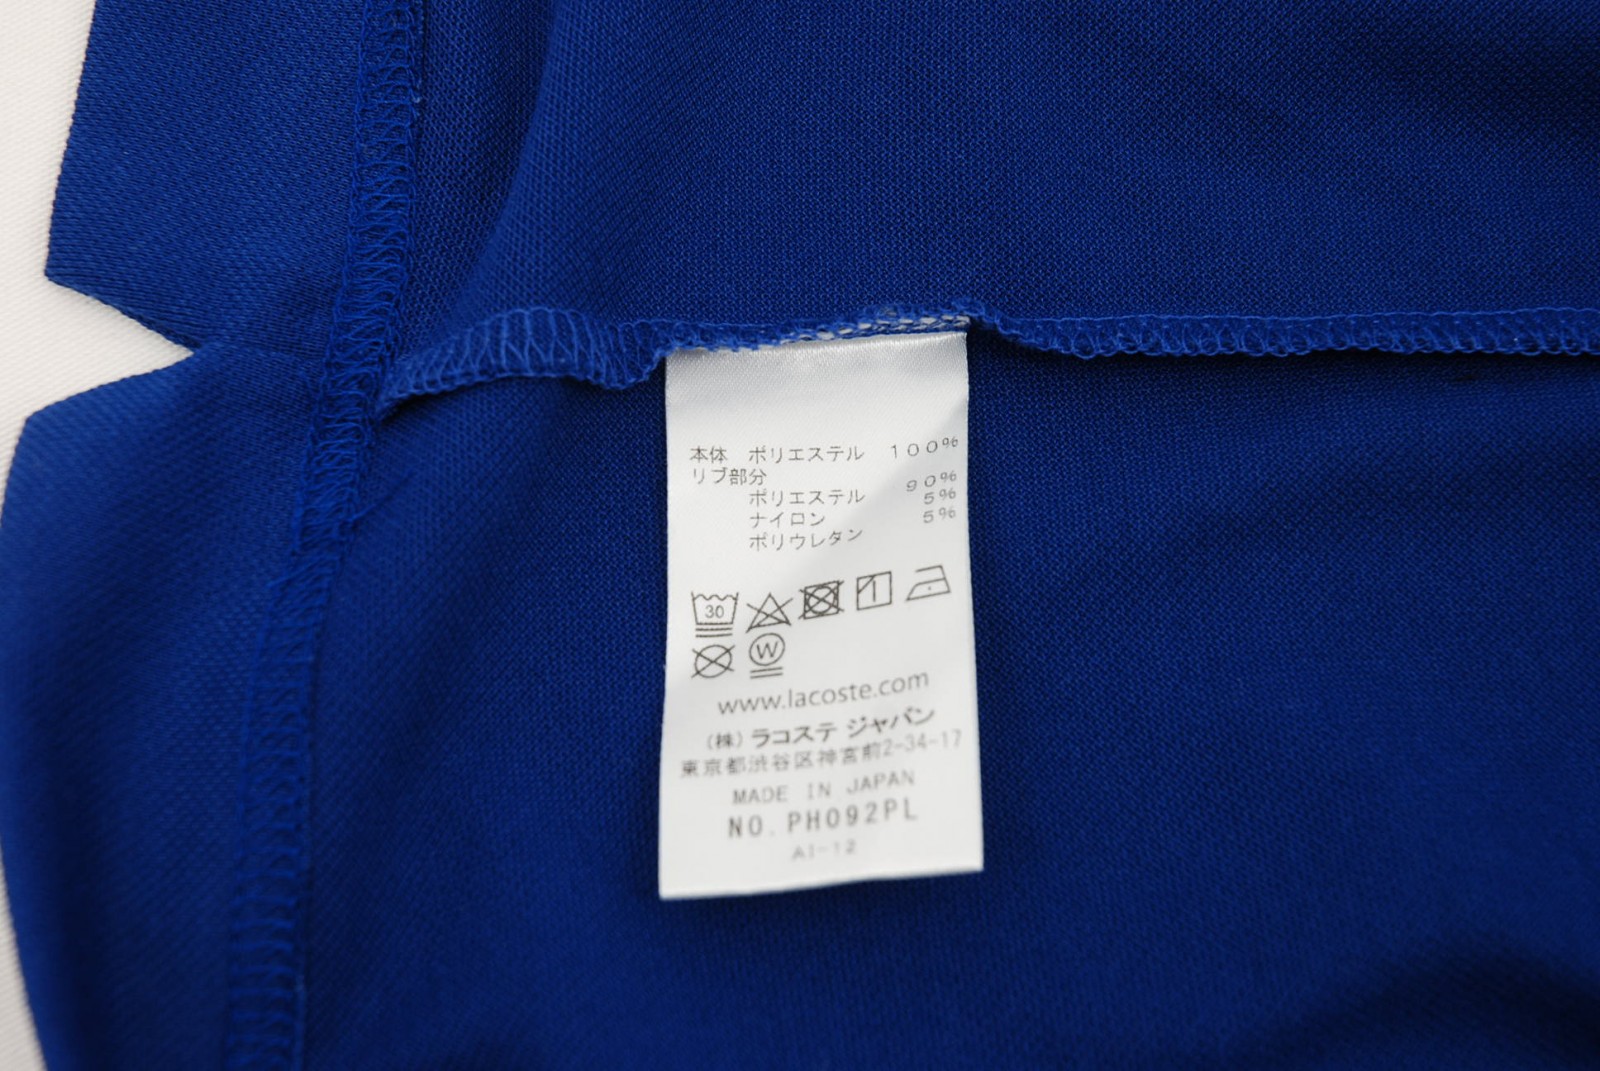 本体 ポリエステル 100%
リブ部分
ポリエステル 90%
ナイロン 5%
ポリウレタン 5%
30
W
www.lacoste.com
(株) ラコステ ジャパン
東京都渋谷区神宮前2-34-17
MADE IN JAPAN
NO. PH092PL
AI-12